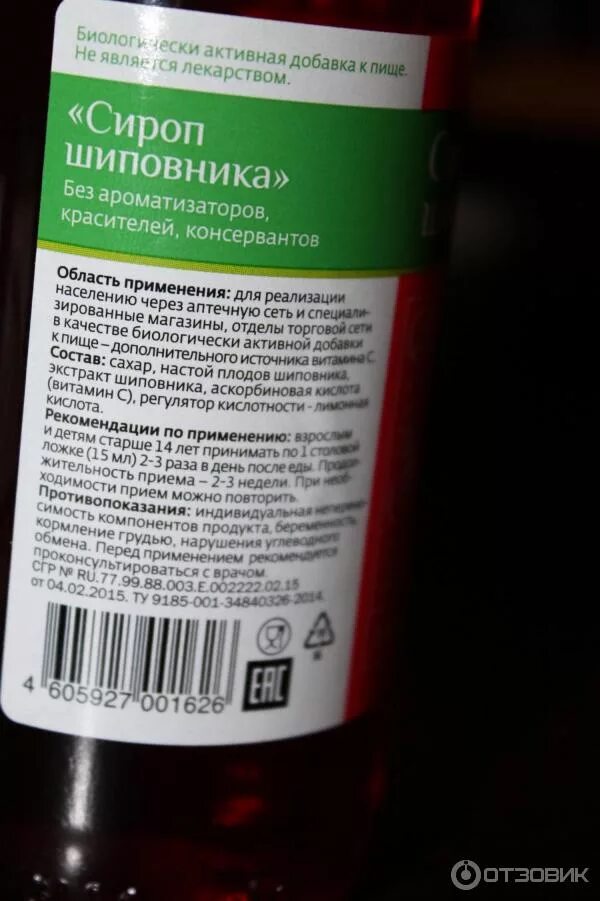 Биологически активная добавка к пище.
Не является лекарством.
«Сироп
шиповника»
Без ароматизаторов,
красителей, консервантов
Область применения: для реализации
населению через аптечную сеть и специали-
зированные магазины, отделы торговой сети
в качестве биологически активной добавки
к пище – дополнительного источника витамина С.
Состав: сахар, настой плодов шиповника,
экстракт шиповника, аскорбиновая кислота
(витамин С), регулятор кислотности - лимонная
кислота.
Рекомендации по применению: взрослым
и детям старше 14 лет принимать по 1 столовой
ложке (15 мл) 2-3 раза в день после еды. Продол-
жительность приема – 2-3 недели. При необ-
ходимости прием можно повторить.
Противопоказания: индивидуальная неперено-
симость компонентов продукта, беременность,
кормление грудью, нарушения углеводного
обмена. Перед применением рекомендуется
проконсультироваться с врачом.
СГР № RU.77.99.88.003.Е.002222.02.15
от 04.02.2015. ТУ 9185-001-34840326-2014.
4 605927 001626
EAC
ОТЗОВИК